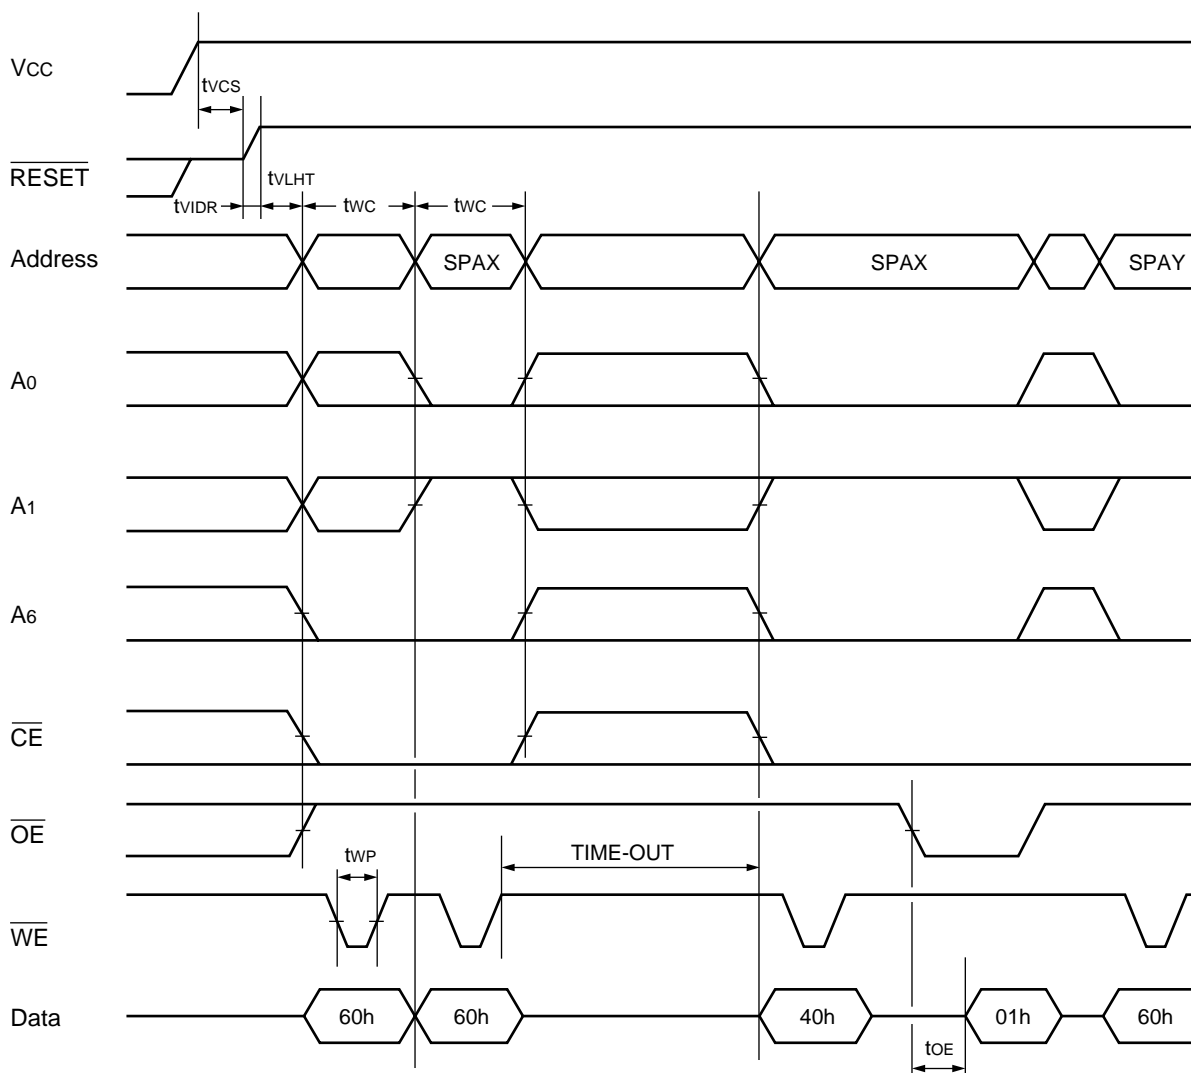 VCC
tVCS
RESET
tVLHT
tVIDR
tWC
tWC
Address
SPAX
SPAX
SPAY
A0
A1
A6
CE
OE
TIME-OUT
tWP
WE
Data
60h
60h
40h
01h
60h
tOE